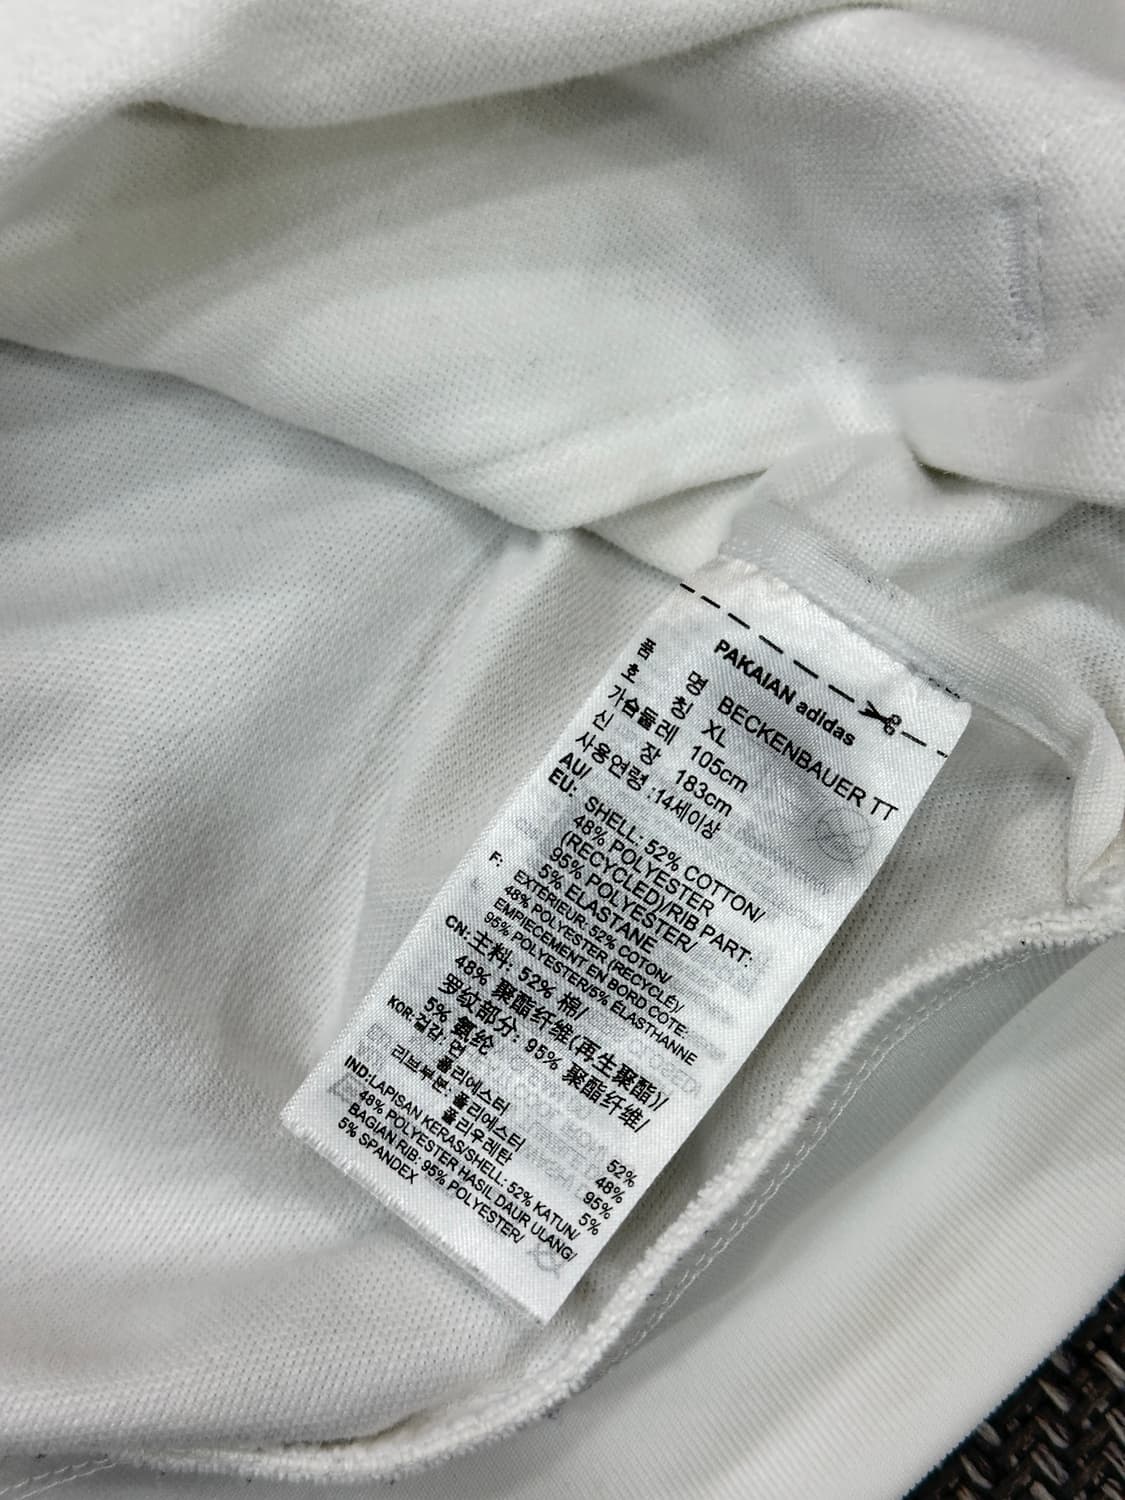 PAKAIAN adidas
품 명 BECKENBAUER TT
호 칭 XL
가슴둘레 105cm
신 장 183cm
사용연령 :14세이상
AU/
EU: SHELL: 52% COTTON/
48% POLYESTER
(RECYCLED)/RIB PART:
95% POLYESTER/
5% ELASTANE
F: EXTÉRIEUR: 52% COTON/
48% POLYESTER (RECYCLÉ)/
EMPIECEMENT EN BORD COTE:
95% POLYESTER/5% ÉLASTHANNE
CN: 主料: 52% 棉/
48% 聚酯纤维(再生聚酯)/
罗纹部分: 95% 聚酯纤维/
5% 氨纶
KOR: 겉감: 면 52%
폴리에스터 48%
리브부분: 폴리에스터 95%
폴리우레탄 5%
IND:LAPISAN KERAS/SHELL: 52% KATUN/
48% POLYESTER HASIL DAUR ULANG/
BAGIAN RIB: 95% POLYESTER/
5% SPANDEX